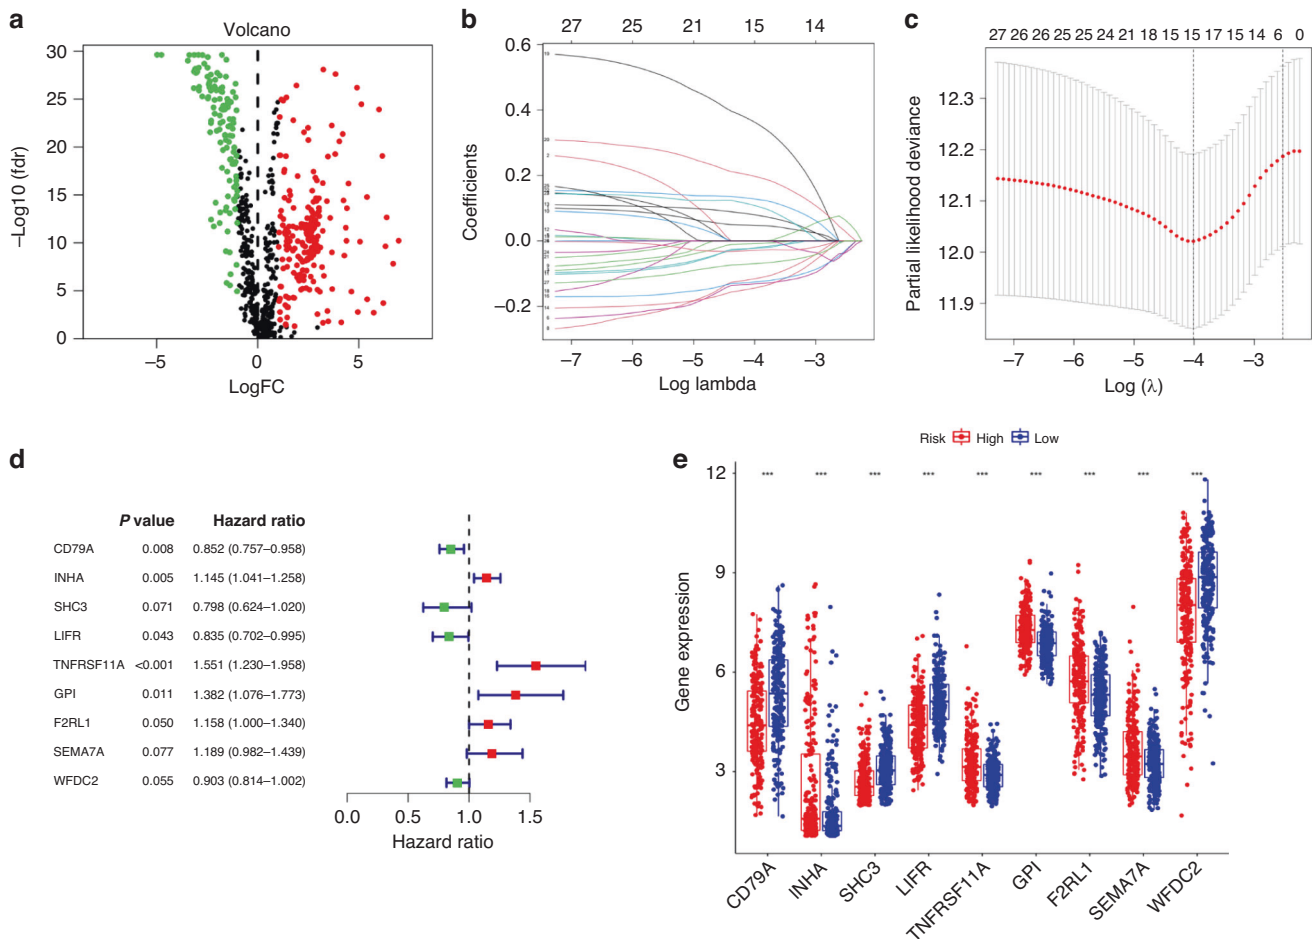 a
Volcano
30
25
20
15
10
5
0
−Log10 (fdr)
−5 0 5
LogFC
b
27 25 21 15 14
0.6
0.4
0.2
0.0
−0.2
Coefficients
−7 −6 −5 −4 −3
Log lambda
c
27 26 26 25 25 24 21 18 15 15 17 15 14 6 0
12.3
12.2
12.1
12.0
11.9
Partial likelihood deviance
−7 −6 −5 −4 −3
Log (λ)
d
P value Hazard ratio
CD79A 0.008 0.852 (0.757–0.958)
INHA 0.005 1.145 (1.041–1.258)
SHC3 0.071 0.798 (0.624–1.020)
LIFR 0.043 0.835 (0.702–0.995)
TNFRSF11A <0.001 1.551 (1.230–1.958)
GPI 0.011 1.382 (1.076–1.773)
F2RL1 0.050 1.158 (1.000–1.340)
SEMA7A 0.077 1.189 (0.982–1.439)
WFDC2 0.055 0.903 (0.814–1.002)
0.0 0.5 1.0 1.5
Hazard ratio
e
Risk High Low
*** *** *** *** *** *** *** *** ***
12
9
6
3
Gene expression
CD79A INHA SHC3 LIFR TNFRSF11A GPI F2RL1 SEMA7A WFDC2